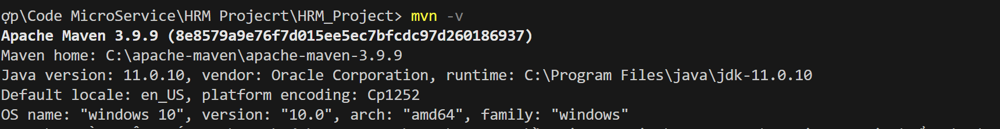 ợp\Code MicroService\HRM Projecrt\HRM_Project> mvn -v
Apache Maven 3.9.9 (8e8579a9e76f7d015ee5ec7bfcdc97d260186937)
Maven home: C:\apache-maven\apache-maven-3.9.9
Java version: 11.0.10, vendor: Oracle Corporation, runtime: C:\Program Files\java\jdk-11.0.10
Default locale: en_US, platform encoding: Cp1252
OS name: "windows 10", version: "10.0", arch: "amd64", family: "windows"